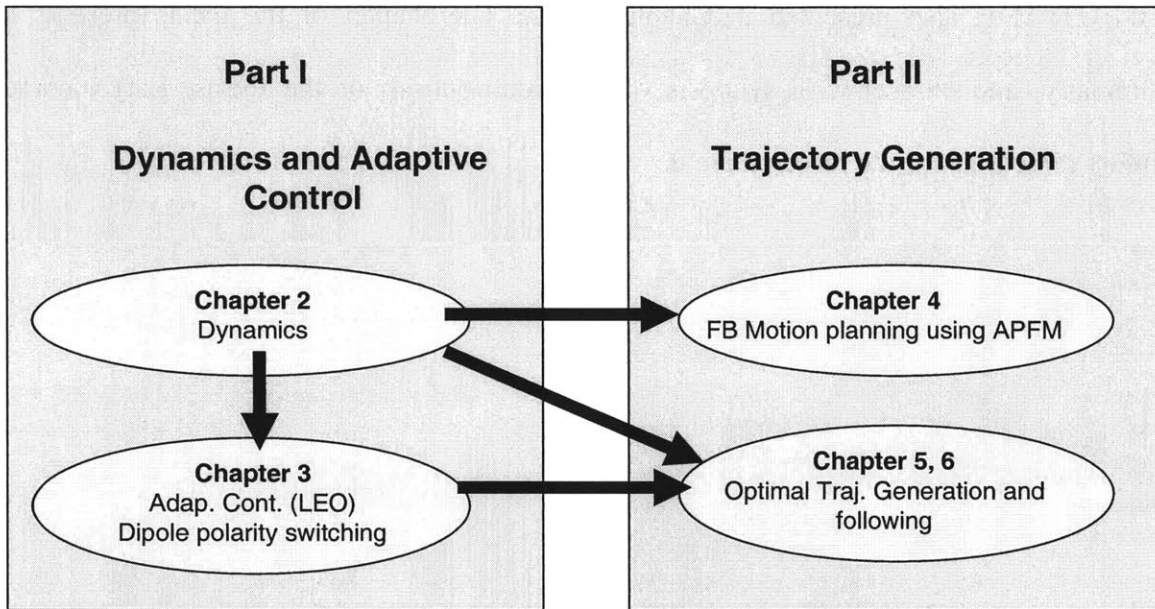 Part I
Dynamics and Adaptive
Control
Chapter 2
Dynamics
Chapter 3
Adap. Cont. (LEO)
Dipole polarity switching
Part II
Trajectory Generation
Chapter 4
FB Motion planning using APFM
Chapter 5, 6
Optimal Traj. Generation and
following